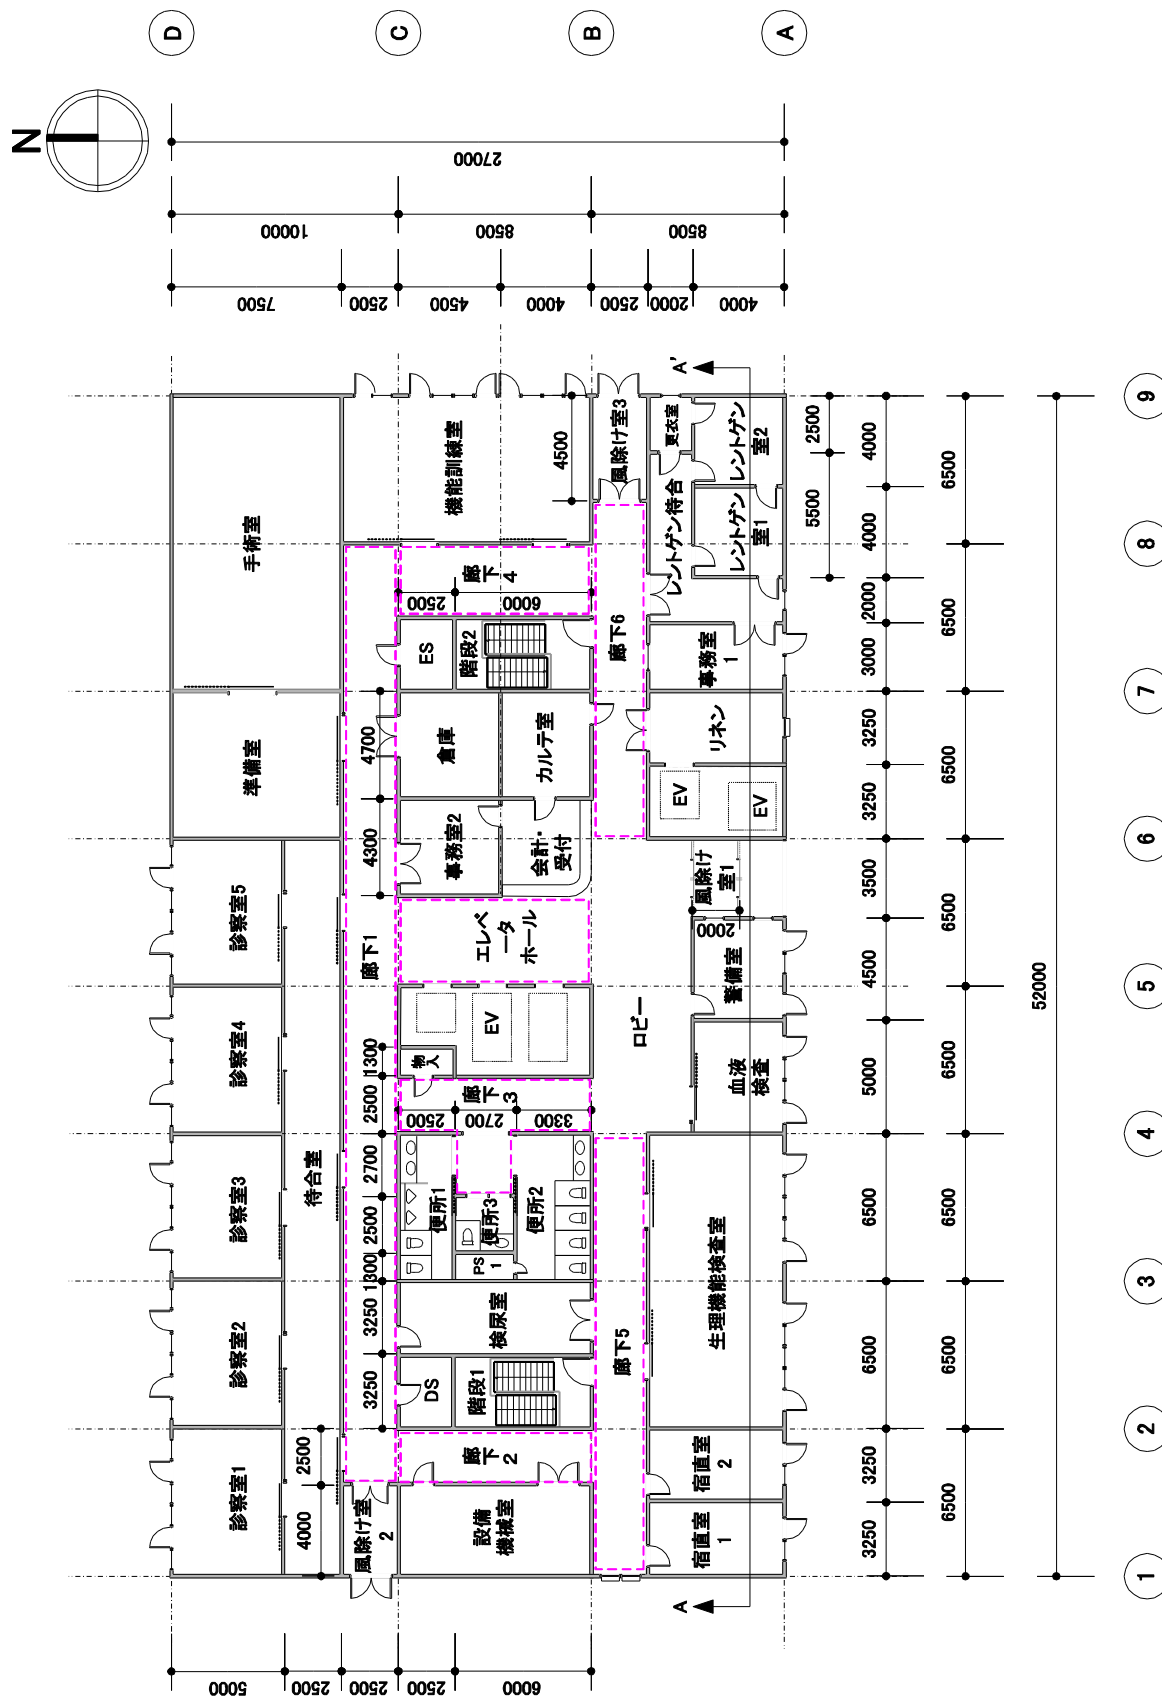 N
診察室1
診察室2
診察室3
診察室4
診察室5
準備室
手術室
待合室
4000
2500
風除け室
2
廊下1
3250
3250
1300
2500
2700
2500
1300
4300
4700
設備
機械室
廊下
2
DS
階段1
検尿室
便所1
PS
1
便所3
便所2
廊下
3
2500
2700
3300
物入
EV
エレベ
ータ
ホール
事務室2
会計・
受付
倉庫
カルテ室
ES
階段2
廊下
4
2500
6000
機能訓練室
4500
廊下5
ロビー
廊下6
風除け室3
宿直室
1
宿直室
2
生理機能検査室
血液
検査
警備室
風除け
室1
2000
EV
EV
リネン
事務室
1
レントゲン待合
更衣室
レントゲン
室1
レントゲン
室2
A
A'
5000
2500
2500
2500
6000
7500
2500
4500
4000
2500
2000
4000
10000
8500
8500
27000
D
C
B
A
5500
2500
3250
3250
6500
6500
5000
4500
3500
3250
3250
3000
2000
4000
4000
6500
6500
6500
6500
6500
6500
6500
6500
52000
1
2
3
4
5
6
7
8
9